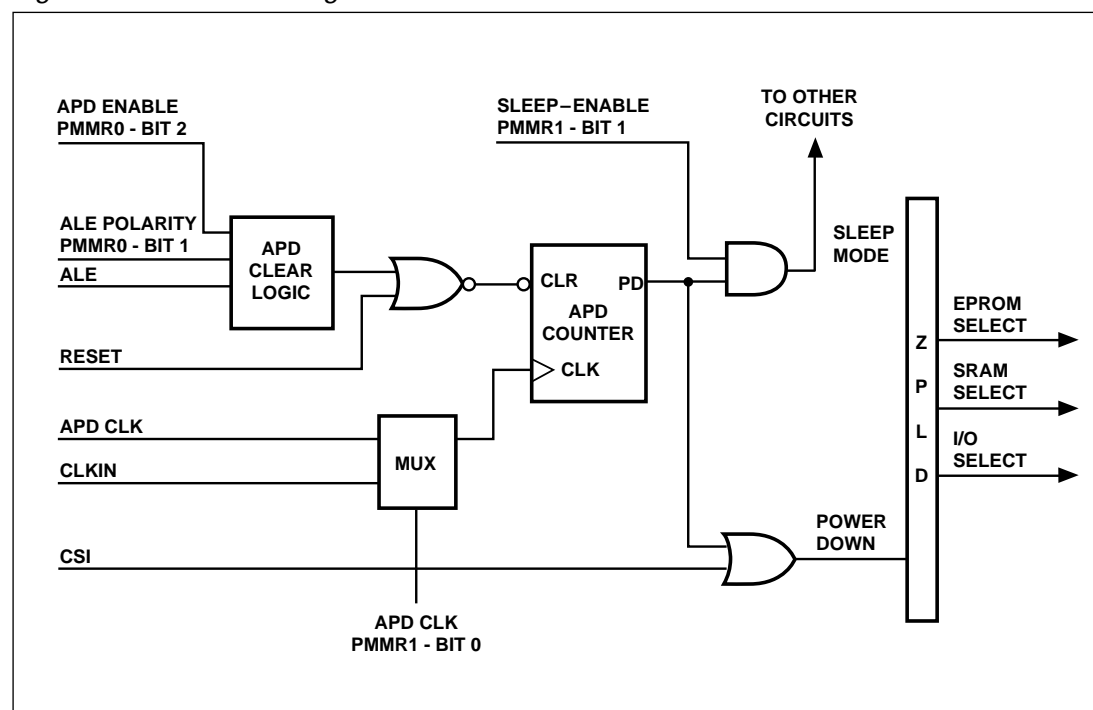 APD ENABLE
PMMR0 - BIT 2
SLEEP–ENABLE
PMMR1 - BIT 1
TO OTHER
CIRCUITS
ALE POLARITY
PMMR0 - BIT 1
ALE
APD
CLEAR
LOGIC
CLR
PD
APD
COUNTER
CLK
SLEEP
MODE
RESET
APD CLK
CLKIN
MUX
CSI
APD CLK
PMMR1 - BIT 0
POWER
DOWN
Z
P
L
D
EPROM
SELECT
SRAM
SELECT
I/O
SELECT